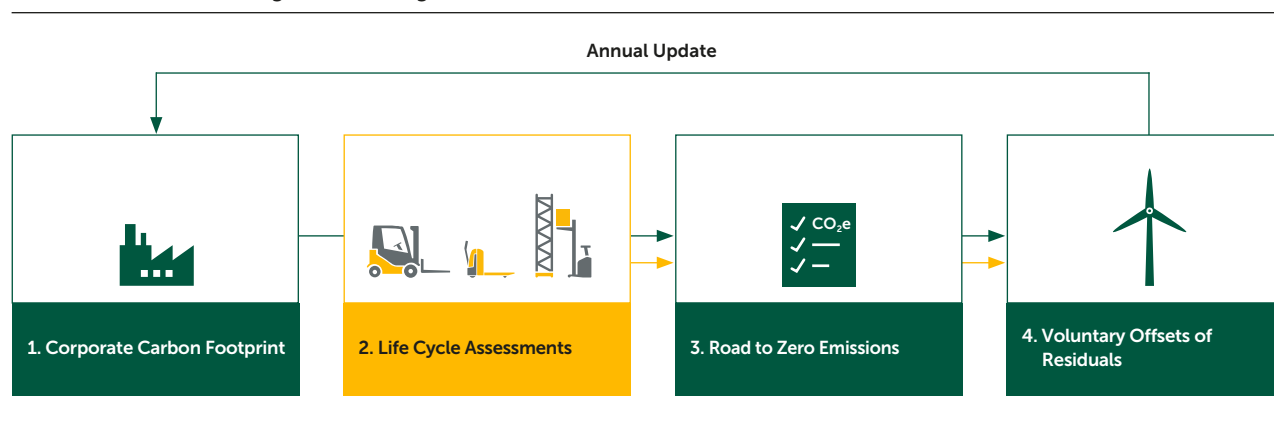 Annual Update
CO₂e
1. Corporate Carbon Footprint
2. Life Cycle Assessments
3. Road to Zero Emissions
4. Voluntary Offsets of
Residuals